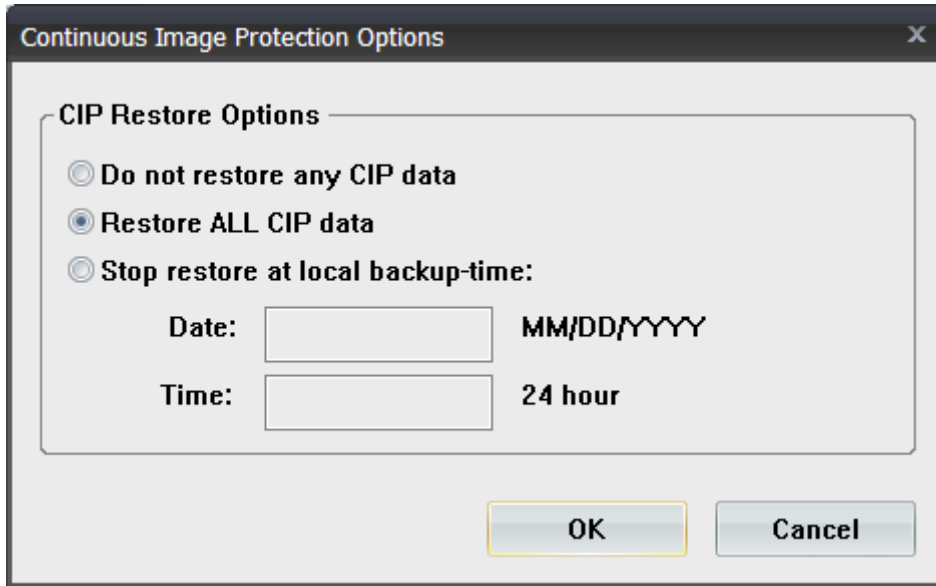 Continuous Image Protection Options
x
CIP Restore Options
Do not restore any CIP data
Restore ALL CIP data
Stop restore at local backup-time:
Date: MM/DD/YYYY
Time: 24 hour
OK Cancel